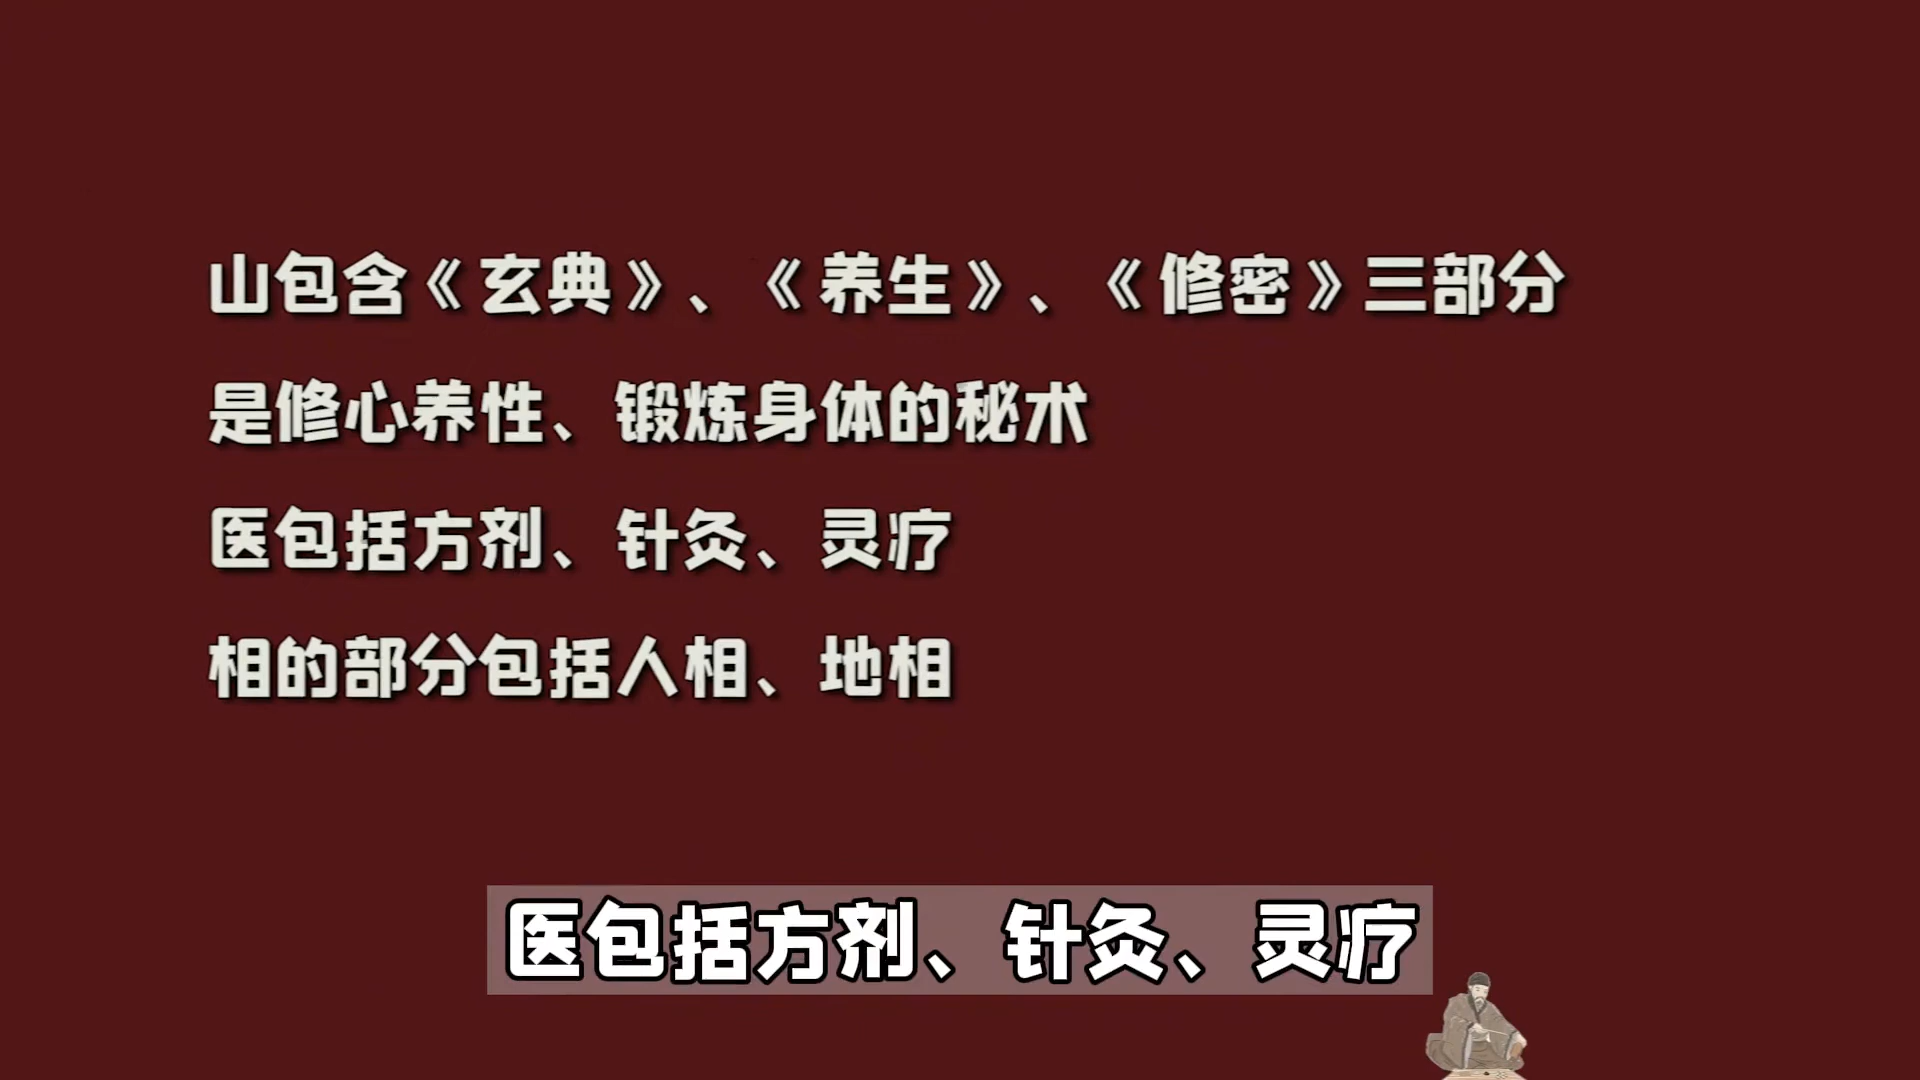 山包含《玄典》、《养生》、《修密》三部分
是修心养性、锻炼身体的秘术
医包括方剂、针灸、灵疗
相的部分包括人相、地相
医包括方剂、针灸、灵疗